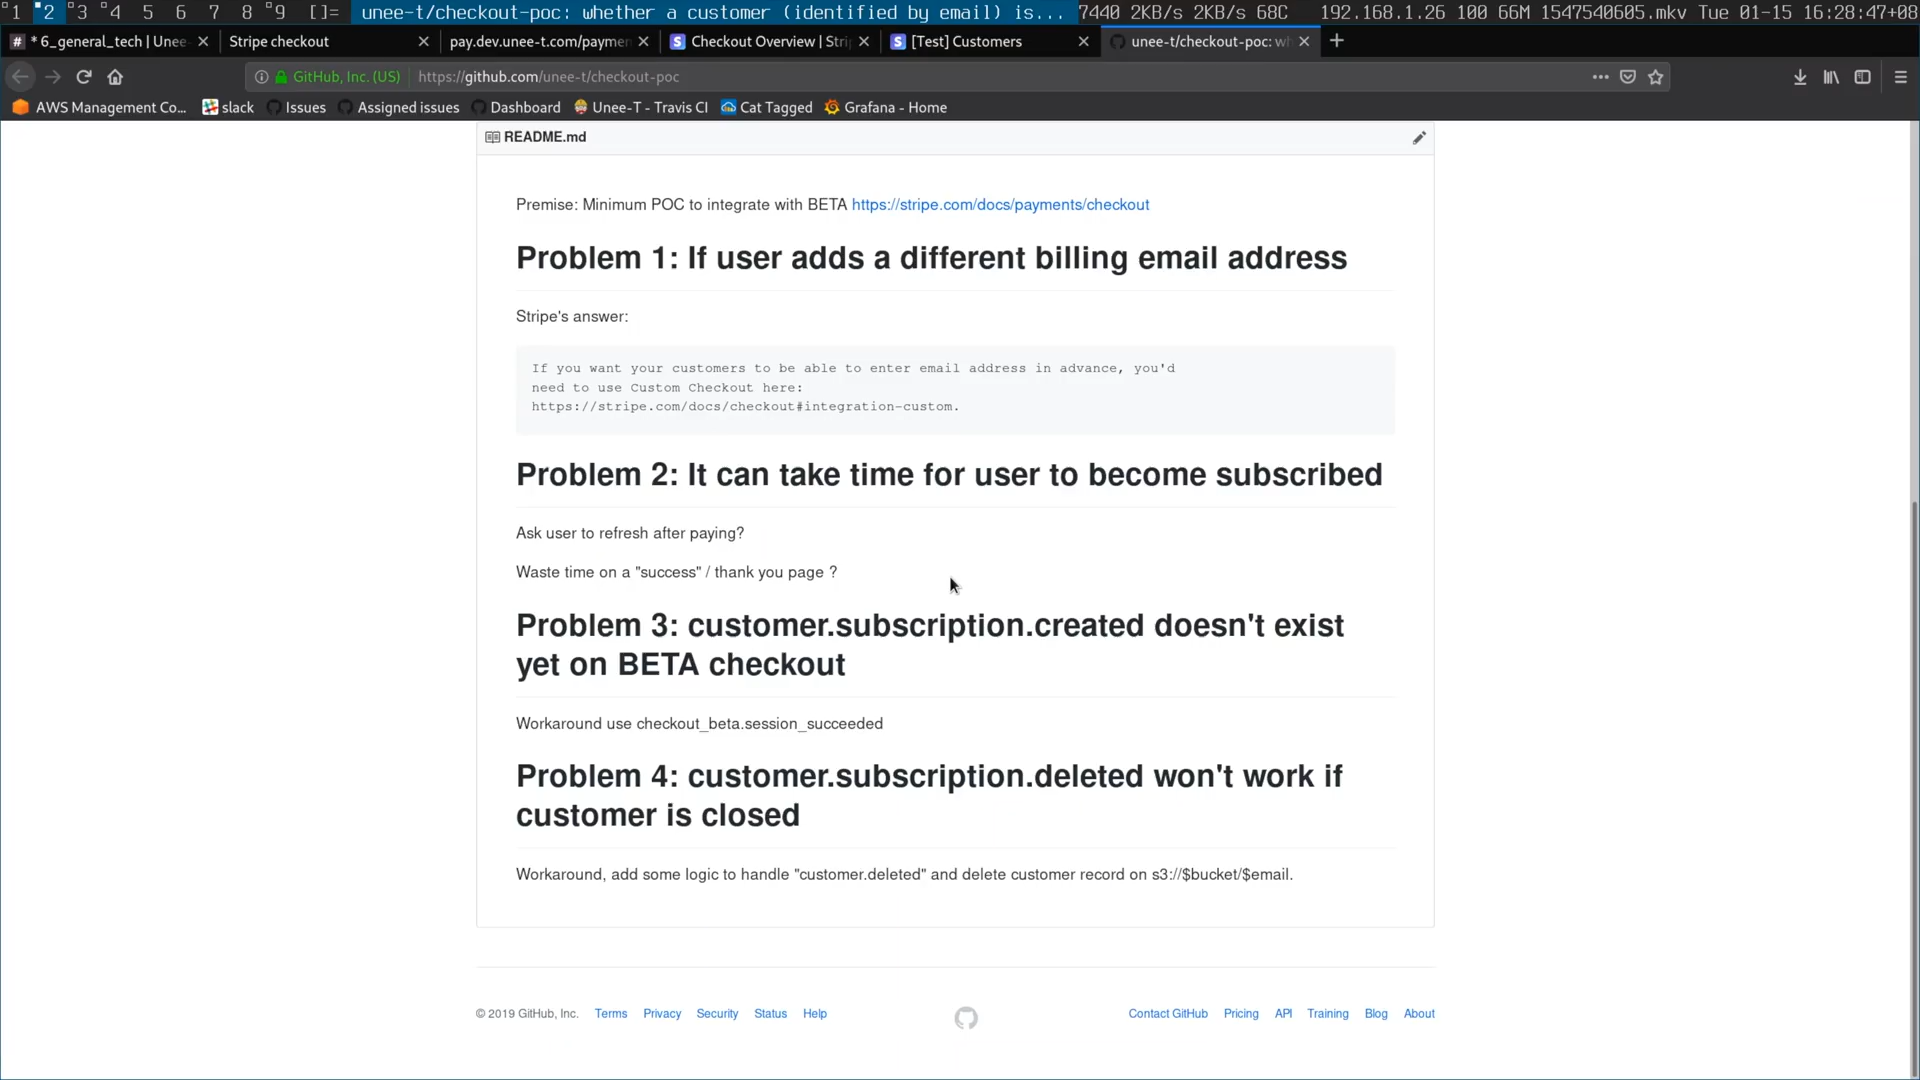 1 2 3 4 5 6 7 8 9 []= unee-t/checkout-poc: whether a customer (identified by email) is... 7440 2KB/s 2KB/s 68C 192.168.1.26 100 66M 1547540605.mkv Tue 01-15 16:28:47+08
* 6_general_tech | Unee- Stripe checkout pay.dev.unee-t.com/paymen Checkout Overview | Stri [Test] Customers unee-t/checkout-poc: wh
GitHub, Inc. (US) https://github.com/unee-t/checkout-poc
AWS Management Co... slack Issues Assigned issues Dashboard Unee-T - Travis CI Cat Tagged Grafana - Home
README.md
Premise: Minimum POC to integrate with BETA https://stripe.com/docs/payments/checkout
Problem 1: If user adds a different billing email address
Stripe's answer:
If you want your customers to be able to enter email address in advance, you'd
need to use Custom Checkout here:
https://stripe.com/docs/checkout#integration-custom.
Problem 2: It can take time for user to become subscribed
Ask user to refresh after paying?
Waste time on a "success" / thank you page ?
Problem 3: customer.subscription.created doesn't exist
yet on BETA checkout
Workaround use checkout_beta.session_succeeded
Problem 4: customer.subscription.deleted won't work if
customer is closed
Workaround, add some logic to handle "customer.deleted" and delete customer record on s3://$bucket/$email.
© 2019 GitHub, Inc. Terms Privacy Security Status Help Contact GitHub Pricing API Training Blog About